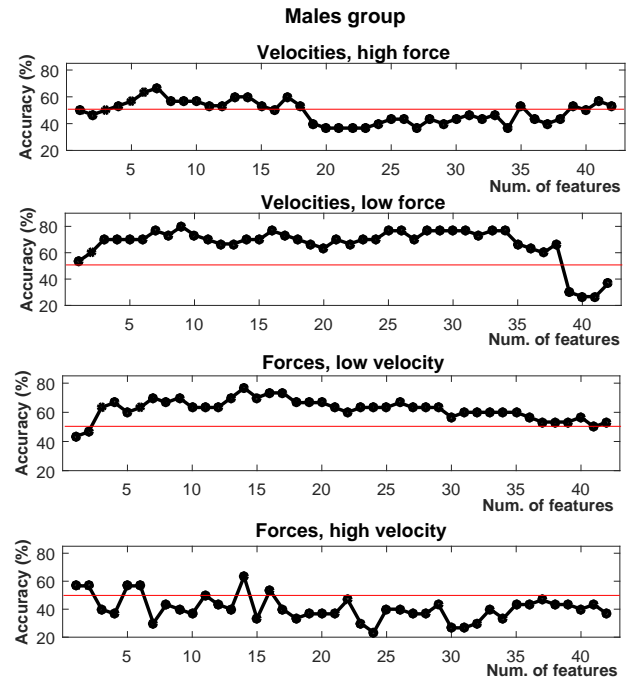 Males group
Velocities, high force
Accuracy (%)
80
60
40
20
5 10 15 20 25 30 35 40
Num. of features
Velocities, low force
Accuracy (%)
80
60
40
20
5 10 15 20 25 30 35 40
Num. of features
Forces, low velocity
Accuracy (%)
80
60
40
20
5 10 15 20 25 30 35 40
Num. of features
Forces, high velocity
Accuracy (%)
80
60
40
20
5 10 15 20 25 30 35 40
Num. of features